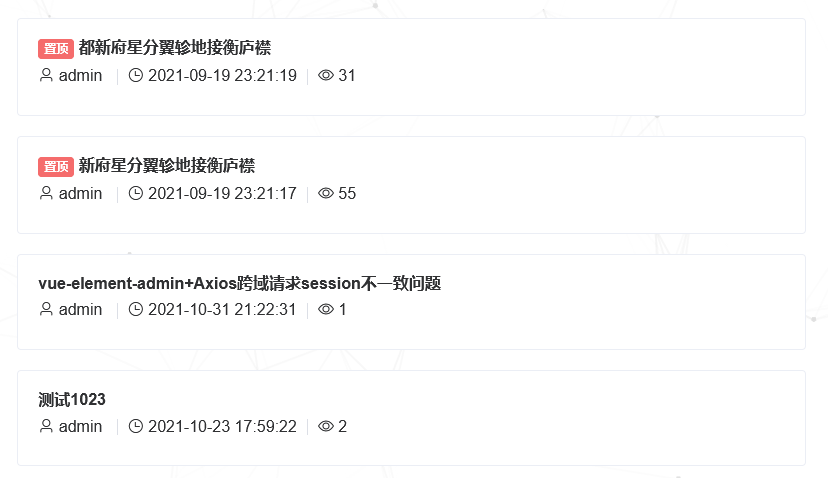 置顶 都新府星分翼轸地接衡庐襟
admin 2021-09-19 23:21:19 31
置顶 新府星分翼轸地接衡庐襟
admin 2021-09-19 23:21:17 55
vue-element-admin+Axios跨域请求session不一致问题
admin 2021-10-31 21:22:31 1
测试1023
admin 2021-10-23 17:59:22 2